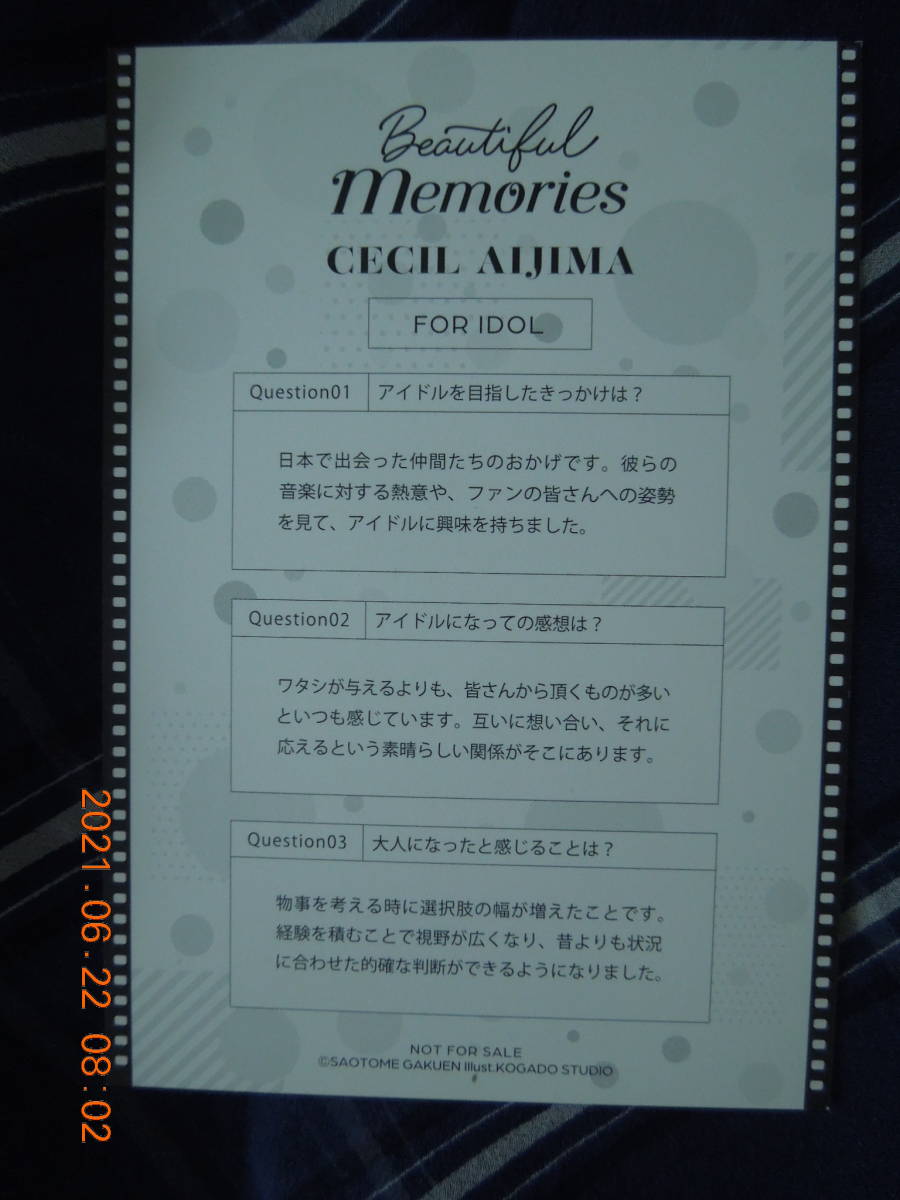 Beautiful
Memories
CECIL AIJIMA
FOR IDOL
Question01 アイドルを目指したきっかけは？
日本で出会った仲間たちのおかげです。彼らの
音楽に対する熱意や、ファンの皆さんへの姿勢
を見て、アイドルに興味を持ちました。
Question02 アイドルになっての感想は？
ワタシが与えるよりも、皆さんから頂くものが多い
といつも感じています。互いに想い合い、それに
応えるという素晴らしい関係がそこにあります。
Question03 大人になったと感じることは？
物事を考える時に選択肢の幅が増えたことです。
経験を積むことで視野が広くなり、昔よりも状況
に合わせた的確な判断ができるようになりました。
NOT FOR SALE
©SAOTOME GAKUEN Illust.KOGADO STUDIO
2021.06.22 08:02